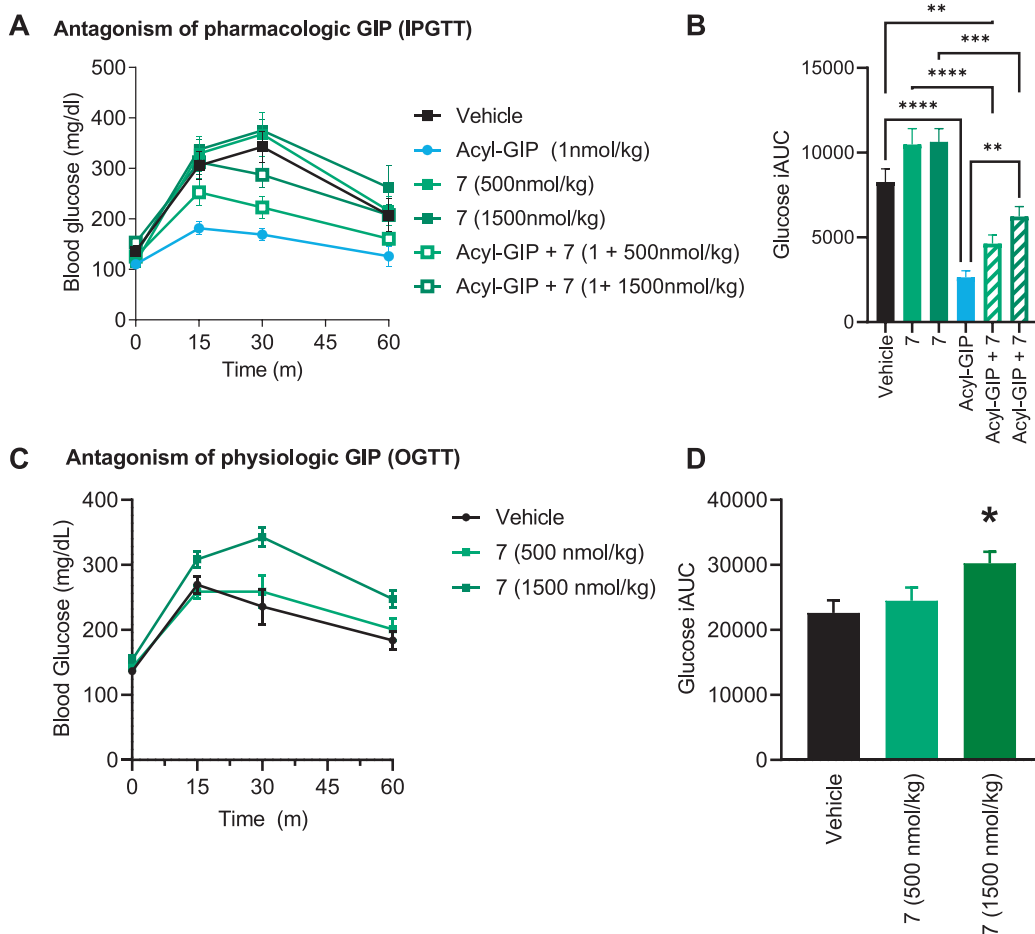 A Antagonism of pharmacologic GIP (IPGTT)
Blood glucose (mg/dl)
500
400
300
200
100
0
0 15 30 45 60
Time (m)
Vehicle
Acyl-GIP (1nmol/kg)
7 (500nmol/kg)
7 (1500nmol/kg)
Acyl-GIP + 7 (1 + 500nmol/kg)
Acyl-GIP + 7 (1+ 1500nmol/kg)
B
**
***
****
****
**
Glucose iAUC
15000
10000
5000
0
Vehicle
7
7
Acyl-GIP
Acyl-GIP + 7
Acyl-GIP + 7
C Antagonism of physiologic GIP (OGTT)
Blood Glucose (mg/dL)
400
300
200
100
0
0 15 30 45 60
Time (m)
Vehicle
7 (500 nmol/kg)
7 (1500 nmol/kg)
D
*
Glucose iAUC
40000
30000
20000
10000
0
Vehicle
7 (500 nmol/kg)
7 (1500 nmol/kg)